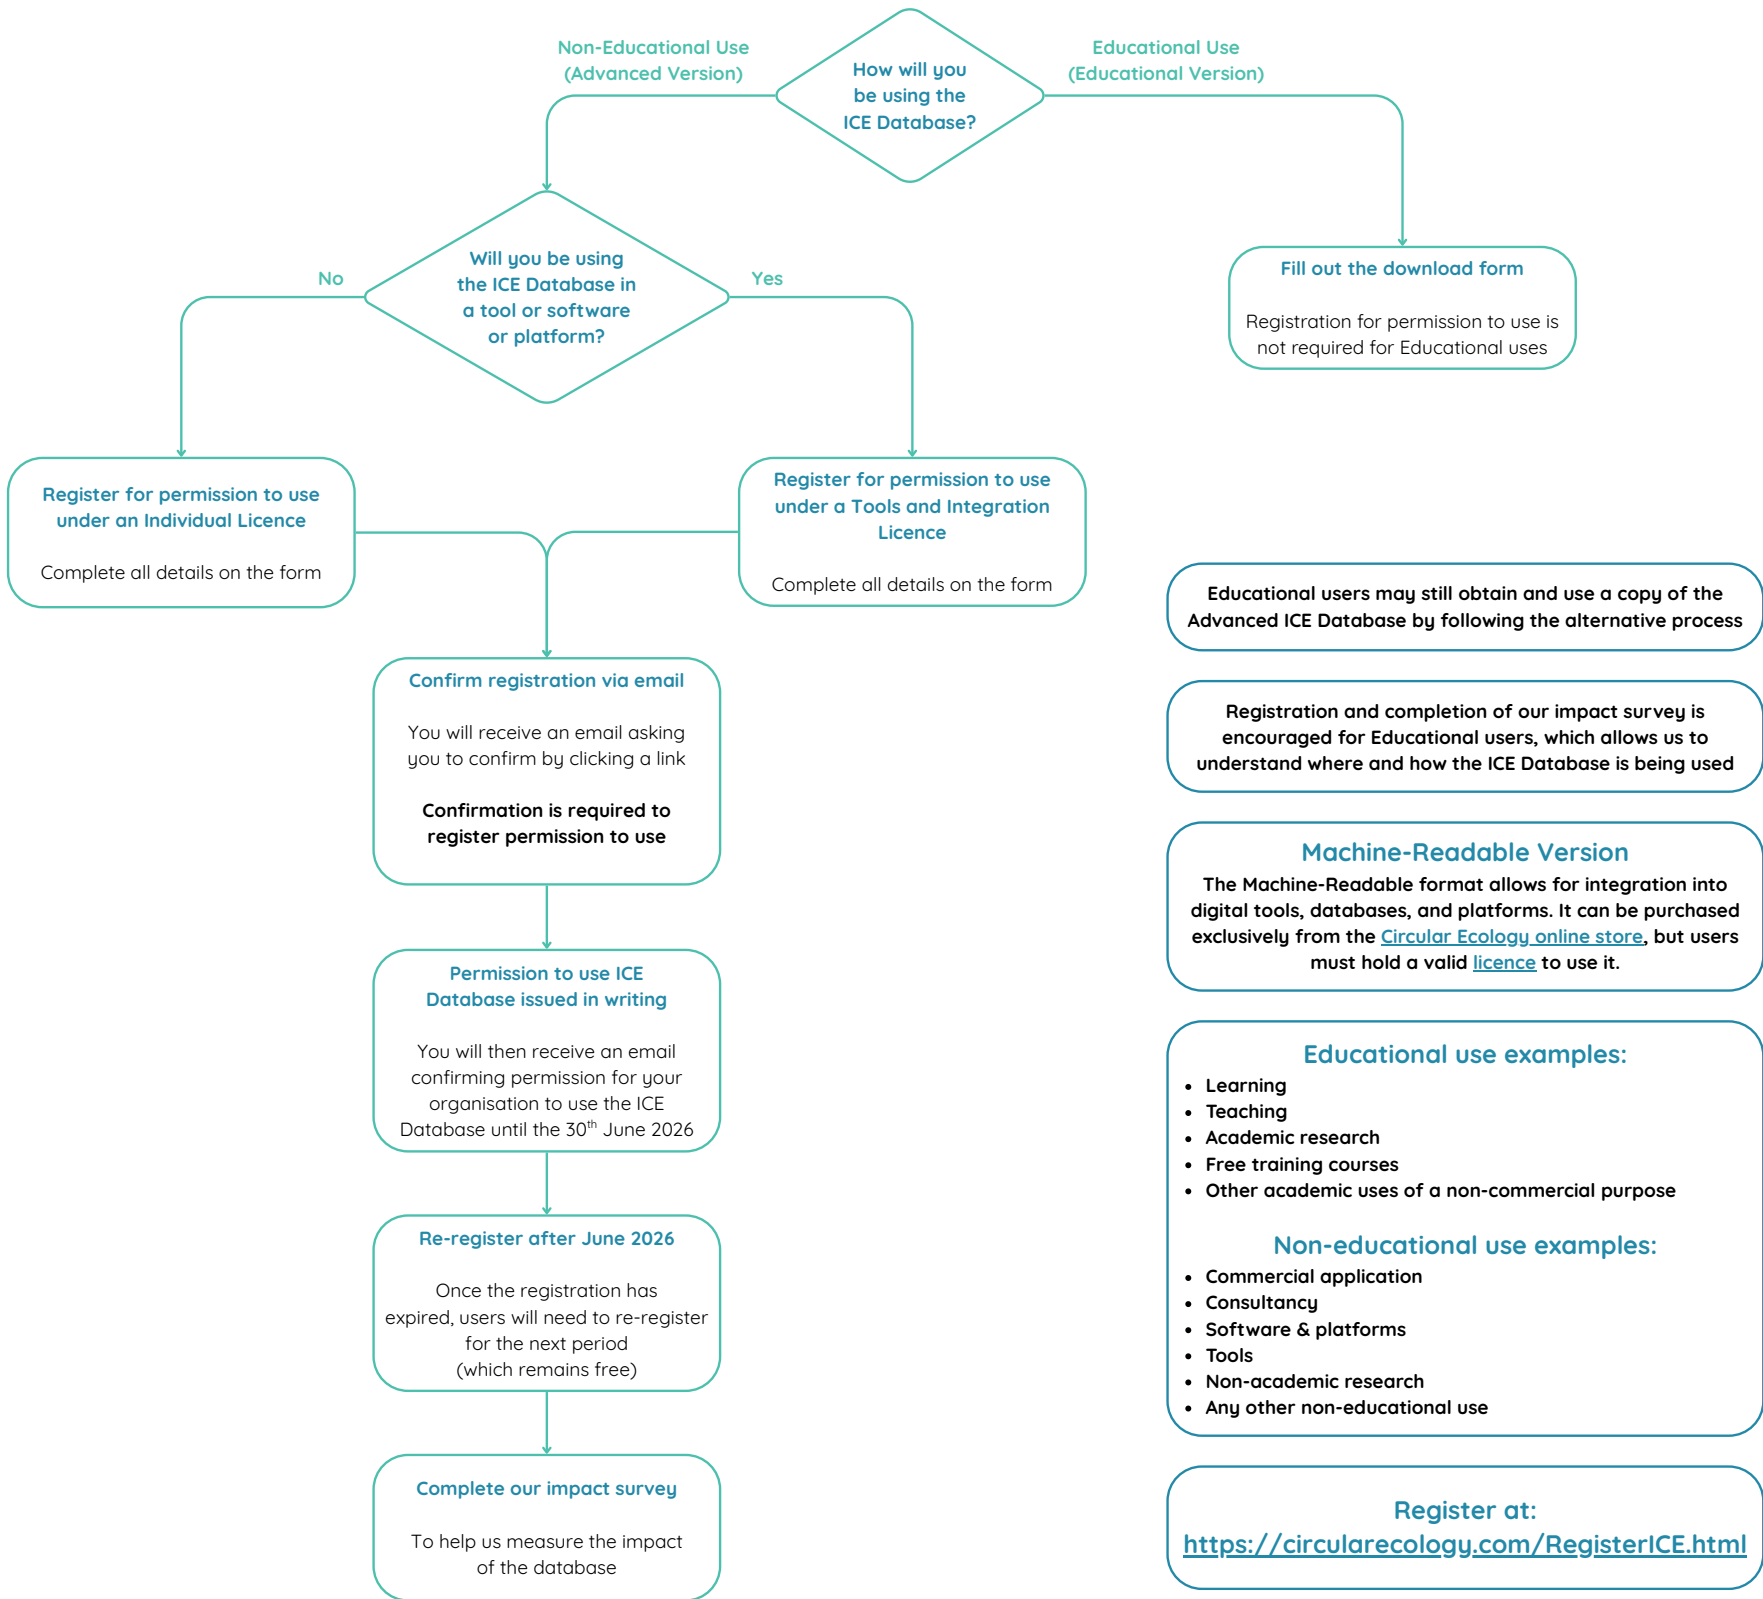 Non-Educational Use
(Advanced Version)
How will you
be using the
ICE Database?
Educational Use
(Educational Version)
No
Will you be using
the ICE Database in
a tool or software
or platform?
Yes
Fill out the download form
Registration for permission to use is
not required for Educational uses
Register for permission to use
under an Individual Licence
Complete all details on the form
Register for permission to use
under a Tools and Integration
Licence
Complete all details on the form
Confirm registration via email
You will receive an email asking
you to confirm by clicking a link
Confirmation is required to
register permission to use
Permission to use ICE
Database issued in writing
You will then receive an email
confirming permission for your
organisation to use the ICE
Database until the 30th June 2026
Re-register after June 2026
Once the registration has
expired, users will need to re-register
for the next period
(which remains free)
Complete our impact survey
To help us measure the impact
of the database
Educational users may still obtain and use a copy of the
Advanced ICE Database by following the alternative process
Registration and completion of our impact survey is
encouraged for Educational users, which allows us to
understand where and how the ICE Database is being used
Machine-Readable Version
The Machine-Readable format allows for integration into
digital tools, databases, and platforms. It can be purchased
exclusively from the Circular Ecology online store, but users
must hold a valid licence to use it.
Educational use examples:
• Learning
• Teaching
• Academic research
• Free training courses
• Other academic uses of a non-commercial purpose
Non-educational use examples:
• Commercial application
• Consultancy
• Software & platforms
• Tools
• Non-academic research
• Any other non-educational use
Register at:
https://circularecology.com/RegisterICE.html